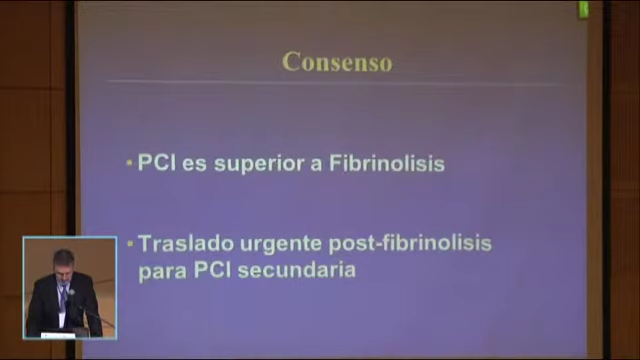 Consenso
PCI es superior a Fibrinolisis
Traslado urgente post-fibrinolisis
para PCI secundaria